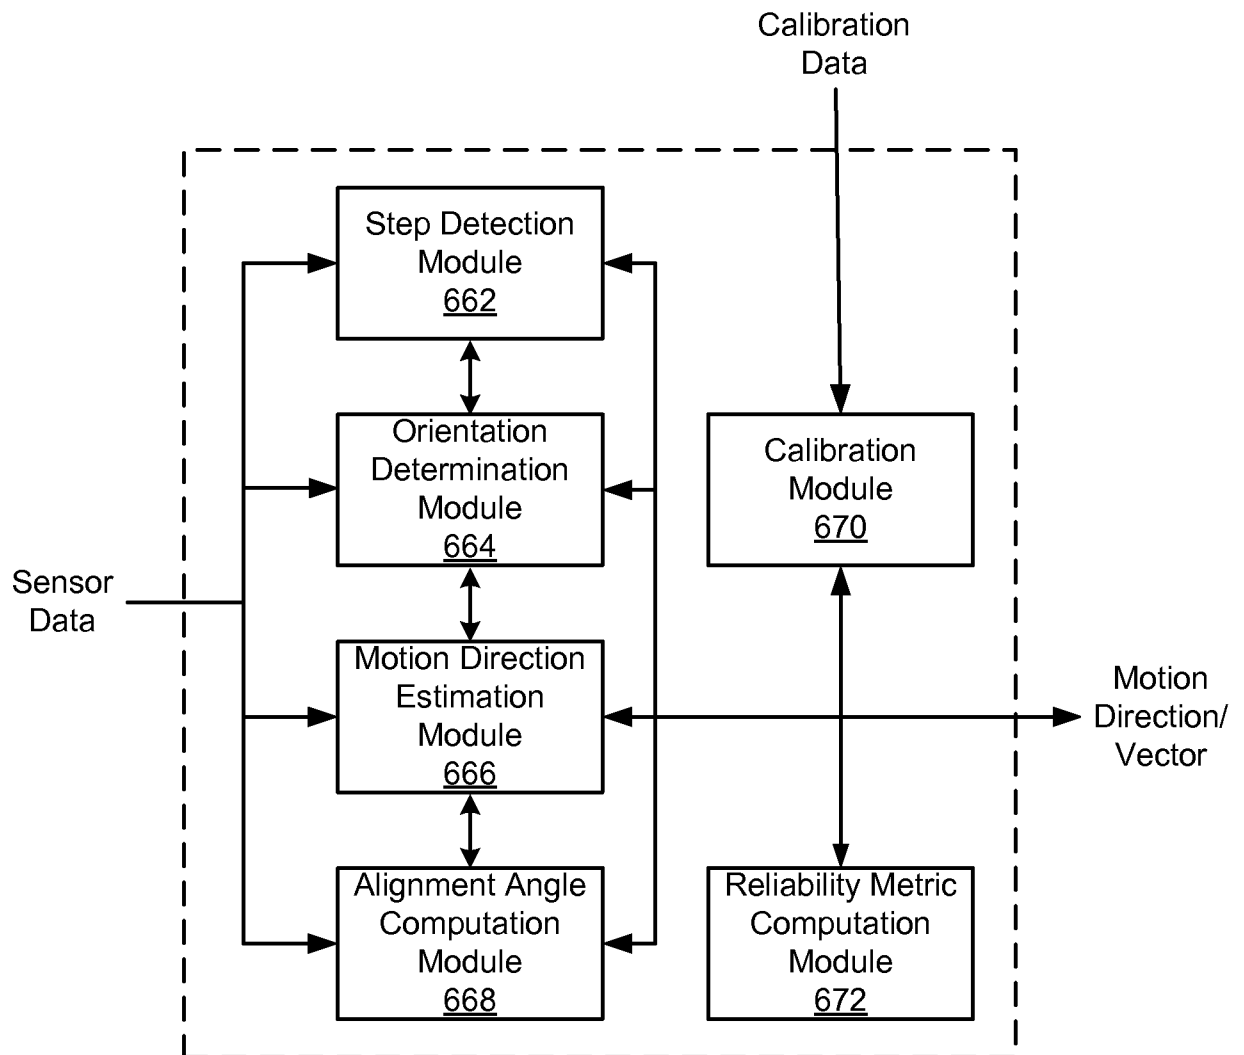 Calibration
Data
Step Detection
Module
662
Orientation
Determination
Module
664
Calibration
Module
670
Sensor
Data
Motion Direction
Estimation
Module
666
Motion
Direction/
Vector
Alignment Angle
Computation
Module
668
Reliability Metric
Computation
Module
672